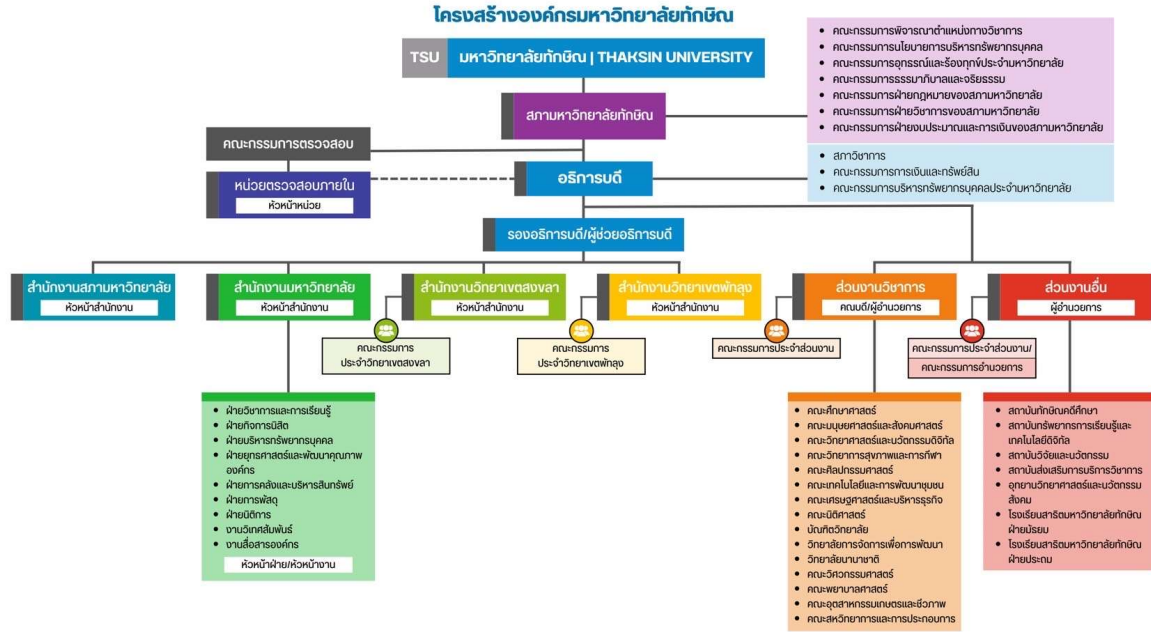 โครงสร้างองค์กรมหาวิทยาลัยทักษิณ
TSU มหาวิทยาลัยทักษิณ | THAKSIN UNIVERSITY
สภามหาวิทยาลัยทักษิณ
• คณะกรรมการพิจารณาตำแหน่งทางวิชาการ
• คณะกรรมการนโยบายการบริหารทรัพยากรบุคคล
• คณะกรรมการอุทธรณ์และร้องทุกข์ประจำมหาวิทยาลัย
• คณะกรรมการธรรมาภิบาลและจริยธรรม
• คณะกรรมการฝ่ายกฎหมายของสภามหาวิทยาลัย
• คณะกรรมการฝ่ายวิชาการของสภามหาวิทยาลัย
• คณะกรรมการฝ่ายงบประมาณและการเงินของสภามหาวิทยาลัย
คณะกรรมการตรวจสอบ
หน่วยตรวจสอบภายใน
หัวหน้าหน่วย
อธิการบดี
• สภาวิชาการ
• คณะกรรมการการเงินและทรัพย์สิน
• คณะกรรมการบริหารทรัพยากรบุคคลประจำมหาวิทยาลัย
รองอธิการบดี/ผู้ช่วยอธิการบดี
สำนักงานสภามหาวิทยาลัย
หัวหน้าสำนักงาน
สำนักงานมหาวิทยาลัย
หัวหน้าสำนักงาน
สำนักงานวิทยาเขตสงขลา
หัวหน้าสำนักงาน
สำนักงานวิทยาเขตพัทลุง
หัวหน้าสำนักงาน
ส่วนงานวิชาการ
คณบดี/ผู้อำนวยการ
ส่วนงานอื่น
ผู้อำนวยการ
คณะกรรมการ
ประจำวิทยาเขตสงขลา
คณะกรรมการ
ประจำวิทยาเขตพัทลุง
คณะกรรมการประจำส่วนงาน
คณะกรรมการประจำส่วนงาน/
คณะกรรมการอำนวยการ
• ฝ่ายวิชาการและการเรียนรู้
• ฝ่ายกิจการนิสิต
• ฝ่ายบริหารทรัพยากรบุคคล
• ฝ่ายยุทธศาสตร์และพัฒนาคุณภาพ
องค์กร
• ฝ่ายการคลังและบริหารสินทรัพย์
• ฝ่ายการพัสดุ
• ฝ่ายนิติการ
• งานวิเทศสัมพันธ์
• งานสื่อสารองค์กร
หัวหน้าฝ่าย/หัวหน้างาน
• คณะศึกษาศาสตร์
• คณะมนุษยศาสตร์และสังคมศาสตร์
• คณะวิทยาศาสตร์และนวัตกรรมดิจิทัล
• คณะวิทยาการสุขภาพและการกีฬา
• คณะศิลปกรรมศาสตร์
• คณะเทคโนโลยีและการพัฒนาชุมชน
• คณะเศรษฐศาสตร์และบริหารธุรกิจ
• คณะนิติศาสตร์
• บัณฑิตวิทยาลัย
• วิทยาลัยการจัดการเพื่อการพัฒนา
• วิทยาลัยนานาชาติ
• คณะวิศวกรรมศาสตร์
• คณะพยาบาลศาสตร์
• คณะอุตสาหกรรมเกษตรและชีวภาพ
• คณะสหวิทยาการและการประกอบการ
• สถาบันทักษิณคดีศึกษา
• สถาบันทรัพยากรการเรียนรู้และ
เทคโนโลยีดิจิทัล
• สถาบันวิจัยและนวัตกรรม
• สถาบันส่งเสริมการบริการวิชาการ
• อุทยานวิทยาศาสตร์และนวัตกรรม
สังคม
• โรงเรียนสาธิตมหาวิทยาลัยทักษิณ
ฝ่ายมัธยม
• โรงเรียนสาธิตมหาวิทยาลัยทักษิณ
ฝ่ายประถม